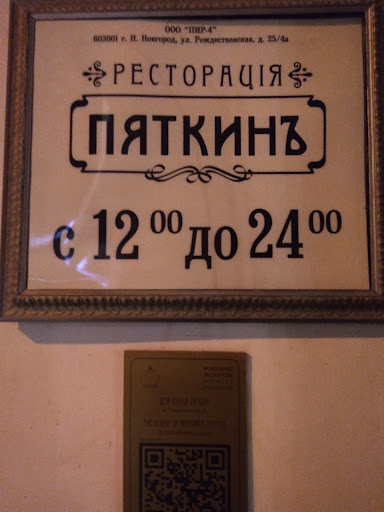 ООО "ПИР-4"
603001 г. Н. Новгород, ул. Рождественская, д. 25/4а
РЕСТОРАЦІЯ
ПЯТКИНЪ
с 12 00 до 24 00